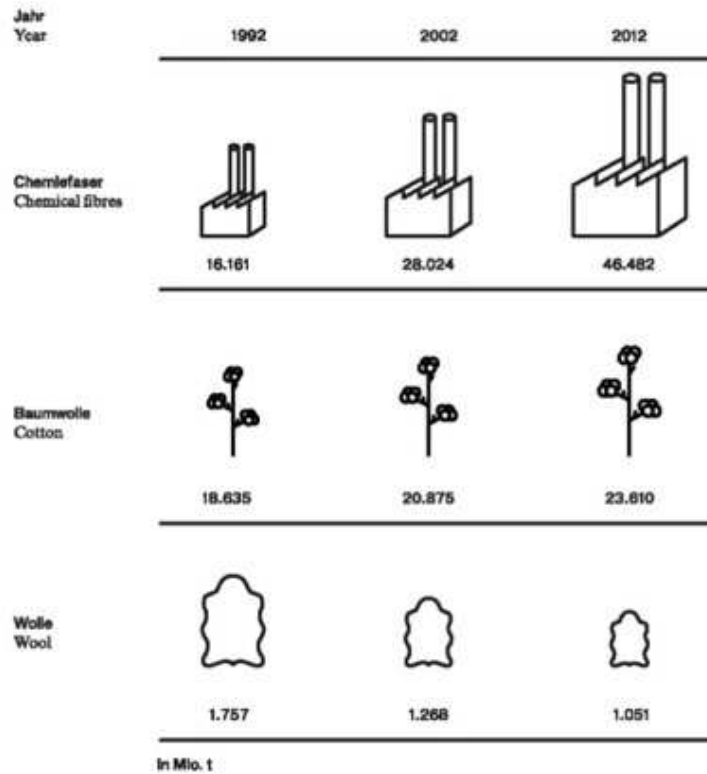 Jahr
Year
1992 2002 2012
Chemiefaser
Chemical fibres
16.161 28.024 46.482
Baumwolle
Cotton
18.635 20.875 23.610
Wolle
Wool
1.757 1.268 1.051
In Mio. t